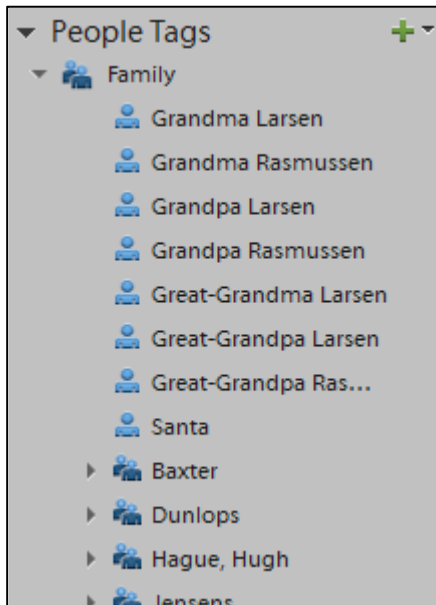 People Tags
Family
Grandma Larsen
Grandma Rasmussen
Grandpa Larsen
Grandpa Rasmussen
Great-Grandma Larsen
Great-Grandpa Larsen
Great-Grandpa Ras...
Santa
Baxter
Dunlops
Hague, Hugh
Jensens